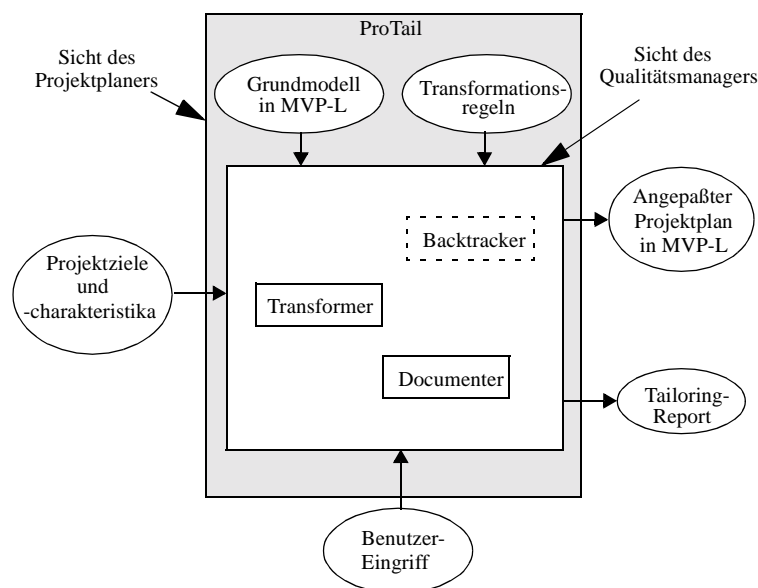 ProTail
Sicht des
Projektplaners
Sicht des
Qualitätsmanagers
Grundmodell
in MVP-L
Transformations-
regeln
Angepaßter
Projektplan
in MVP-L
Backtracker
Projektziele
und
-charakteristika
Transformer
Documenter
Tailoring-
Report
Benutzer-
Eingriff